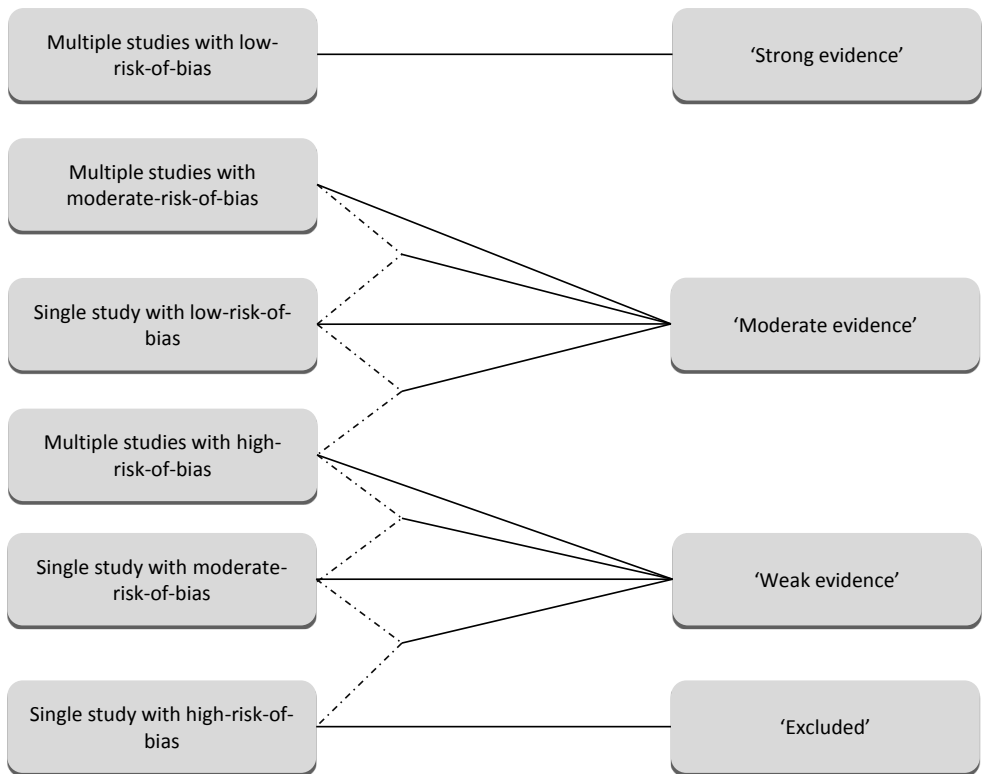 Multiple studies with low-
risk-of-bias
‘Strong evidence’
Multiple studies with
moderate-risk-of-bias
Single study with low-risk-of-
bias
‘Moderate evidence’
Multiple studies with high-
risk-of-bias
Single study with moderate-
risk-of-bias
‘Weak evidence’
Single study with high-risk-of-
bias
‘Excluded’